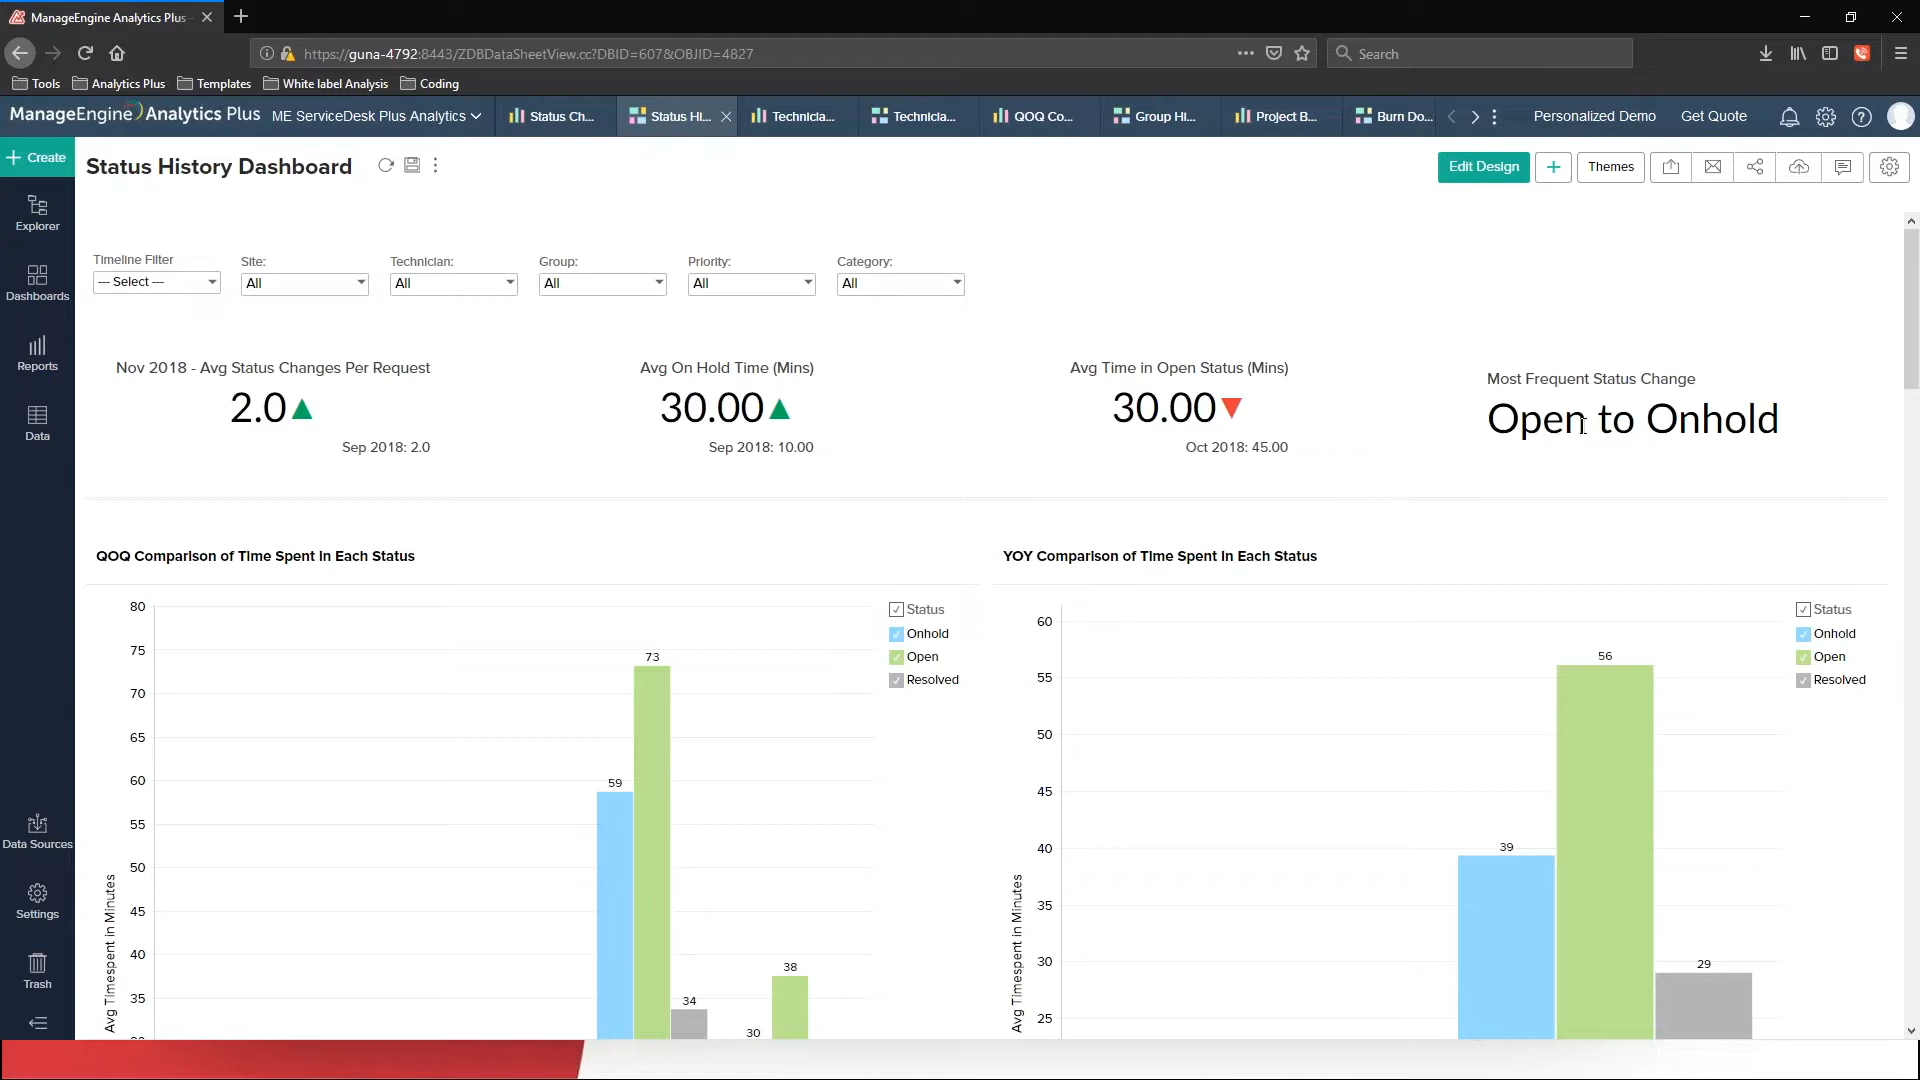 ManageEngine Analytics Plus
https://guna-4792:8443/ZDBDataSheetView.cc?DBID=607&OBJID=4827
Search
Tools
Analytics Plus
Templates
White label Analysis
Coding
ManageEngine Analytics Plus
ME ServiceDesk Plus Analytics
Status Ch...
Status Hi...
Technicia...
Technicia...
QOQ Co...
Group Hi...
Project B...
Burn Do...
Personalized Demo
Get Quote
Create
Status History Dashboard
Edit Design
Themes
Explorer
Dashboards
Reports
Data
Data Sources
Settings
Trash
Timeline Filter
--- Select ---
Site:
All
Technician:
All
Group:
All
Priority:
All
Category:
All
Nov 2018 - Avg Status Changes Per Request
2.0
Sep 2018: 2.0
Avg On Hold Time (Mins)
30.00
Sep 2018: 10.00
Avg Time in Open Status (Mins)
30.00
Oct 2018: 45.00
Most Frequent Status Change
Open to Onhold
QOQ Comparison of Time Spent in Each Status
Avg Timespent in Minutes
80
75
70
65
60
55
50
45
40
35
59
73
34
30
38
Status
Onhold
Open
Resolved
YOY Comparison of Time Spent in Each Status
Avg Timespent in Minutes
60
55
50
45
40
35
30
25
39
56
29
Status
Onhold
Open
Resolved